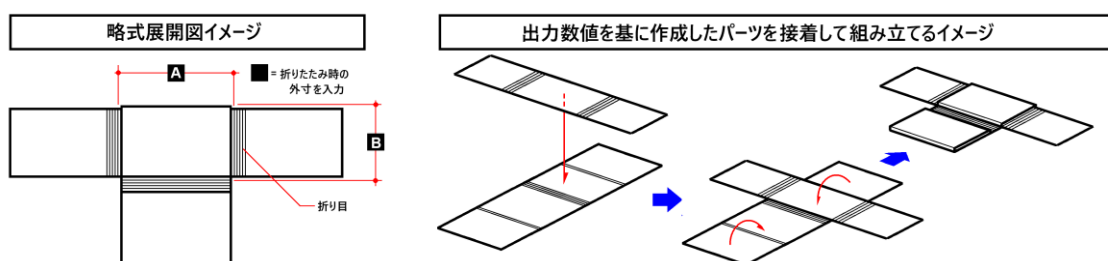 略式展開図イメージ
出力数値を基に作成したパーツを接着して組み立てるイメージ
A
= 折りたたみ時の
外寸を入力
B
折り目